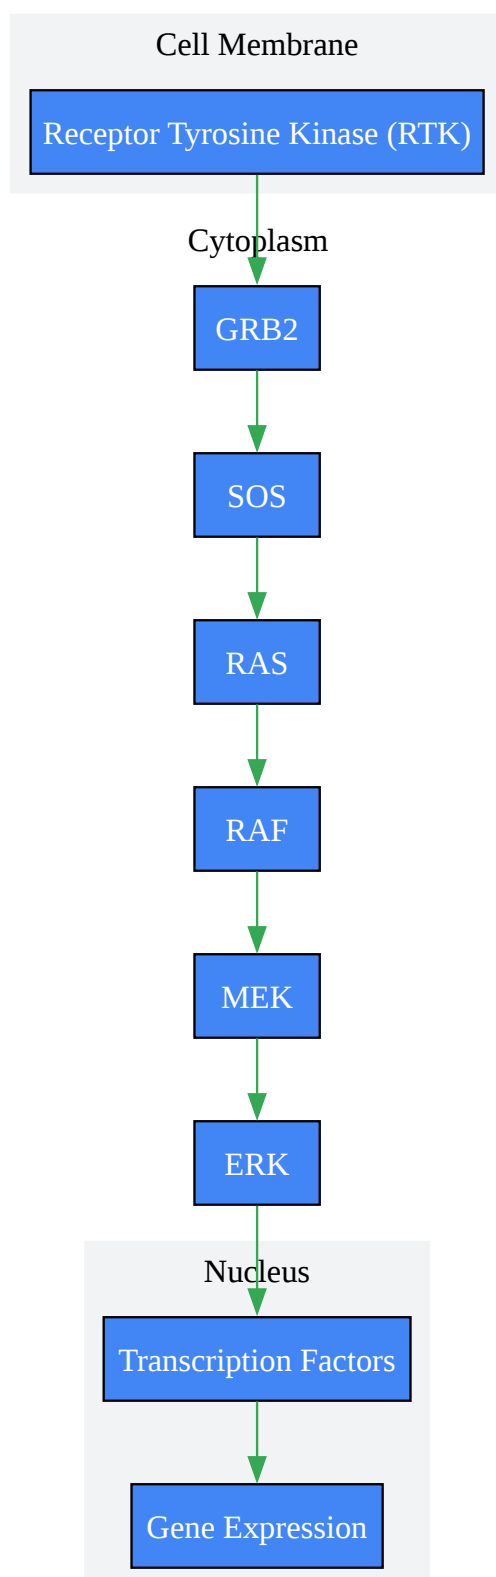 Cell Membrane
Receptor Tyrosine Kinase (RTK)
Cytoplasm
GRB2
SOS
RAS
RAF
MEK
ERK
Nucleus
Transcription Factors
Gene Expression